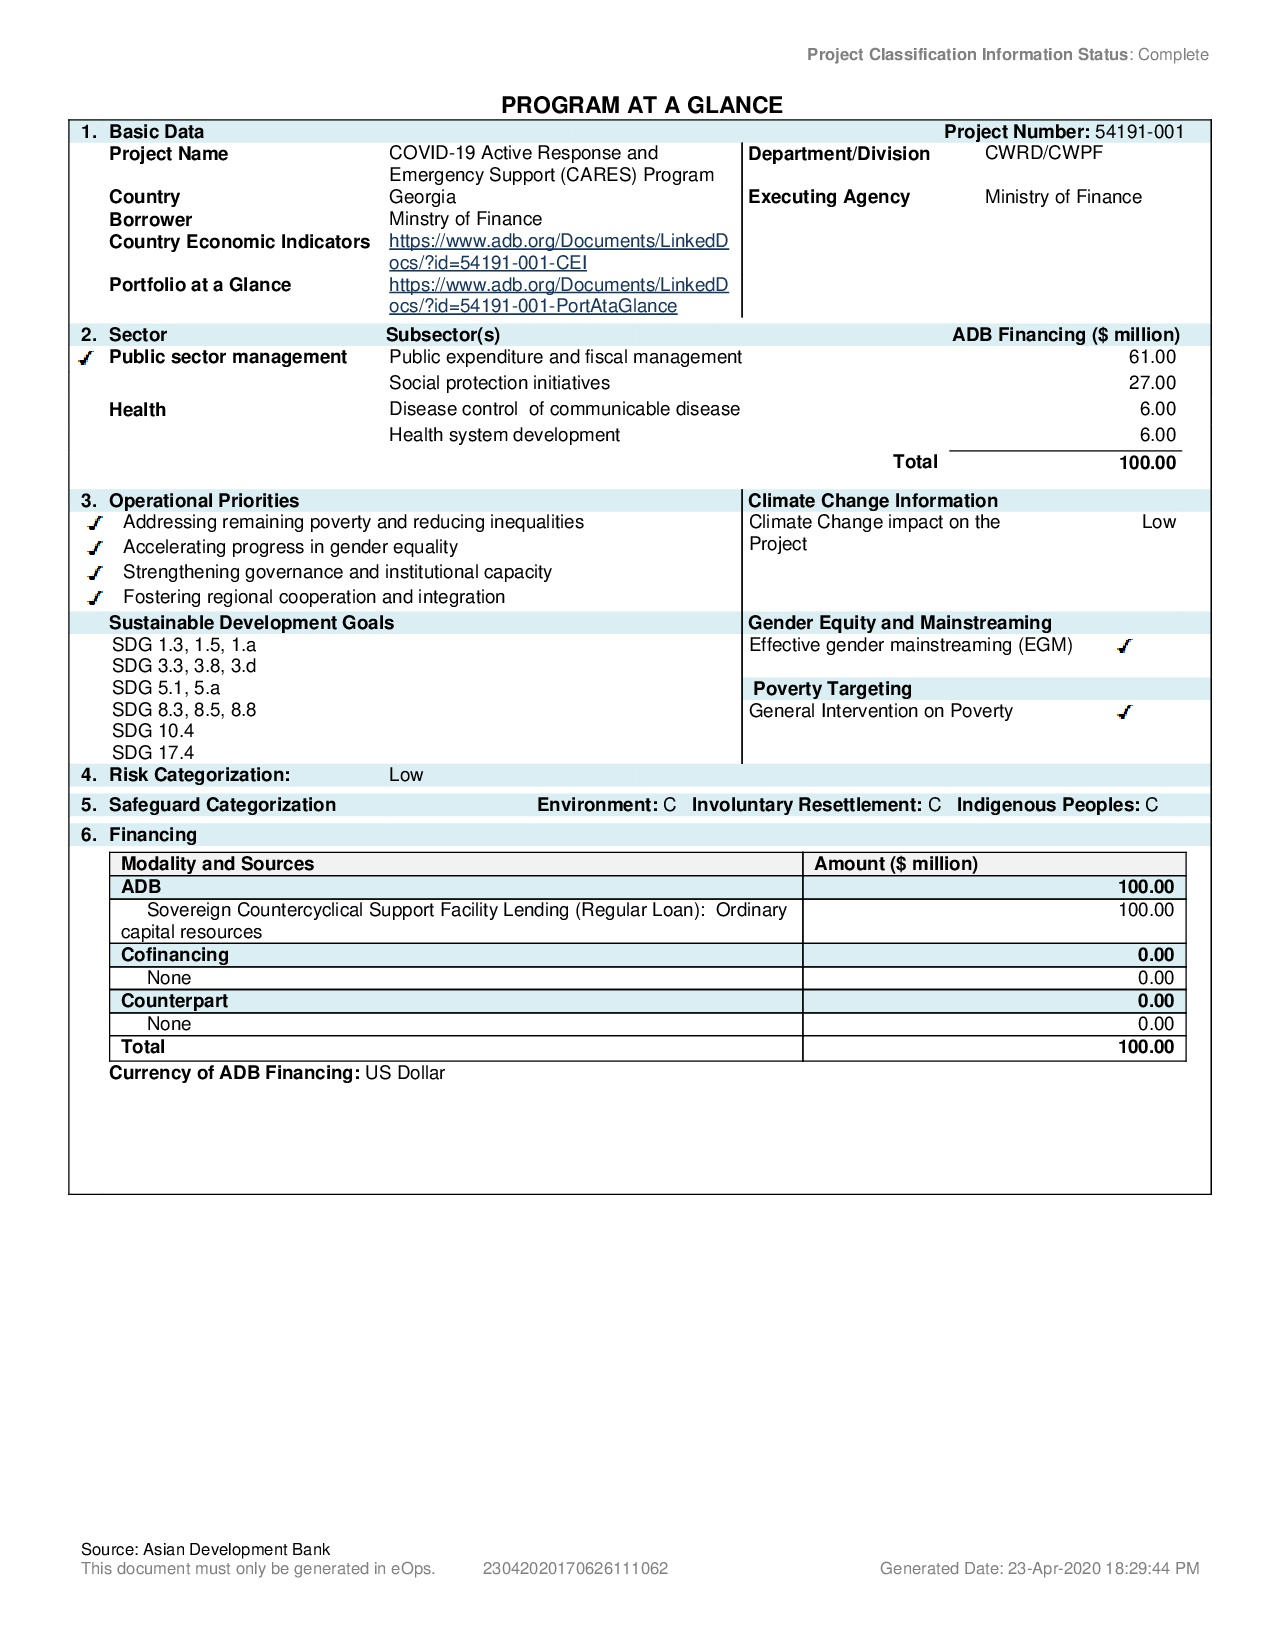 Project Classification Information Status: Complete
PROGRAM AT A GLANCE
1. Basic Data Project Number: 54191-001
Project Name COVID-19 Active Response and Department/Division CWRD/CWPF
Emergency Support (CARES) Program
Country Georgia Executing Agency Ministry of Finance
Borrower Minstry of Finance
Country Economic Indicators https://www.adb.org/Documents/LinkedD
ocs/?id=54191-001-CEI
Portfolio at a Glance https://www.adb.org/Documents/LinkedD
ocs/?id=54191-001-PortAtaGlance
2. Sector Subsector(s) ADB Financing ($ million)
Public sector management Public expenditure and fiscal management 61.00
Social protection initiatives 27.00
Health Disease control of communicable disease 6.00
Health system development 6.00
Total 100.00
3. Operational Priorities Climate Change Information
Addressing remaining poverty and reducing inequalities Climate Change impact on the Low
Project
Accelerating progress in gender equality
Strengthening governance and institutional capacity
Fostering regional cooperation and integration
Sustainable Development Goals Gender Equity and Mainstreaming
SDG 1.3, 1.5, 1.a Effective gender mainstreaming (EGM)
SDG 3.3, 3.8, 3.d
SDG 5.1, 5.a Poverty Targeting
SDG 8.3, 8.5, 8.8 General Intervention on Poverty
SDG 10.4
SDG 17.4
4. Risk Categorization: Low
5. Safeguard Categorization Environment: C Involuntary Resettlement: C Indigenous Peoples: C
6. Financing
Modality and Sources Amount ($ million)
ADB 100.00
Sovereign Countercyclical Support Facility Lending (Regular Loan): Ordinary 100.00
capital resources
Cofinancing 0.00
None 0.00
Counterpart 0.00
None 0.00
Total 100.00
Currency of ADB Financing: US Dollar
Source: Asian Development Bank
This document must only be generated in eOps. 23042020170626111062 Generated Date: 23-Apr-2020 18:29:44 PM